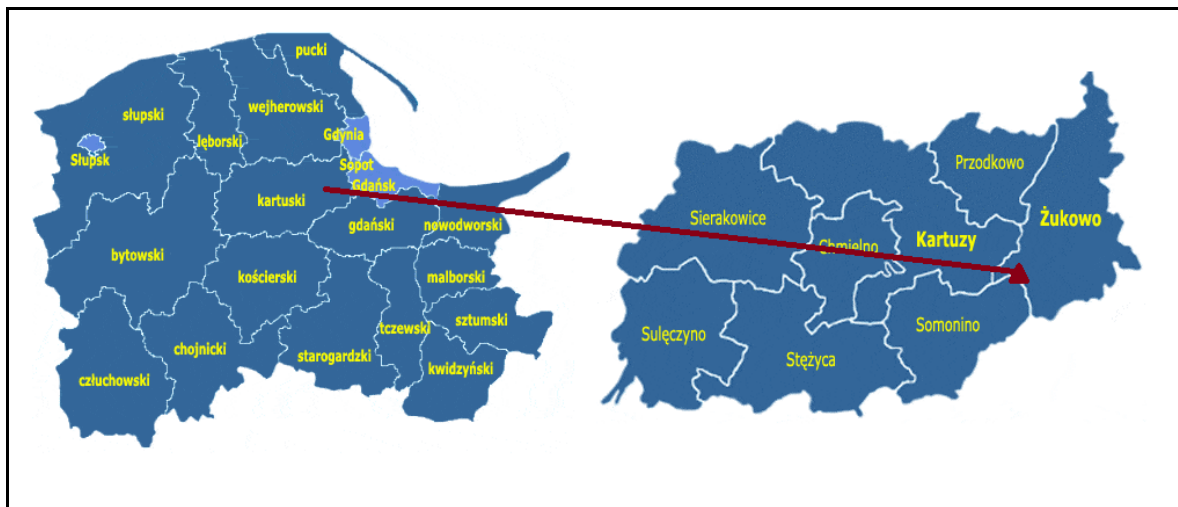 pucki
wejherowski
słupski
Gdynia
lęborski
Słupsk
Sopot
Gdańsk
kartuski
gdański
nowodworski
bytowski
kościerski
malborski
sztumski
tczewski
chojnicki
starogardzki
kwidzyński
człuchowski
Przodkowo
Sierakowice
Żukowo
Kartuzy
Chmielno
Somonino
Sulęczyno
Stężyca